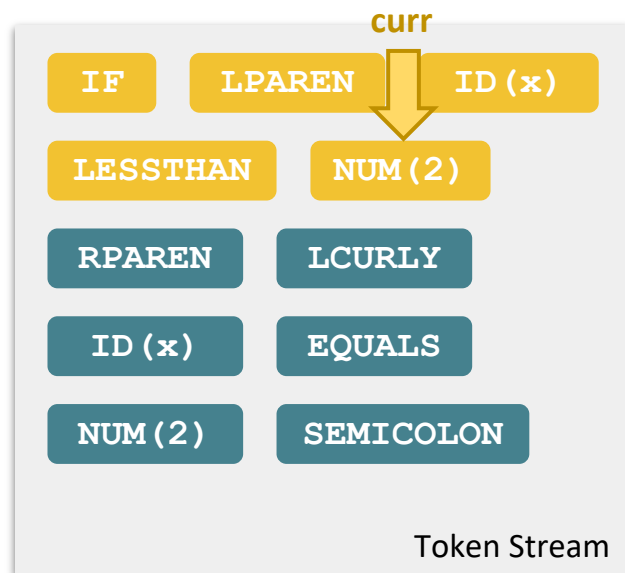 curr
IF LPAREN ID(x)
LESSTHAN NUM(2)
RPAREN LCURLY
ID(x) EQUALS
NUM(2) SEMICOLON
Token Stream